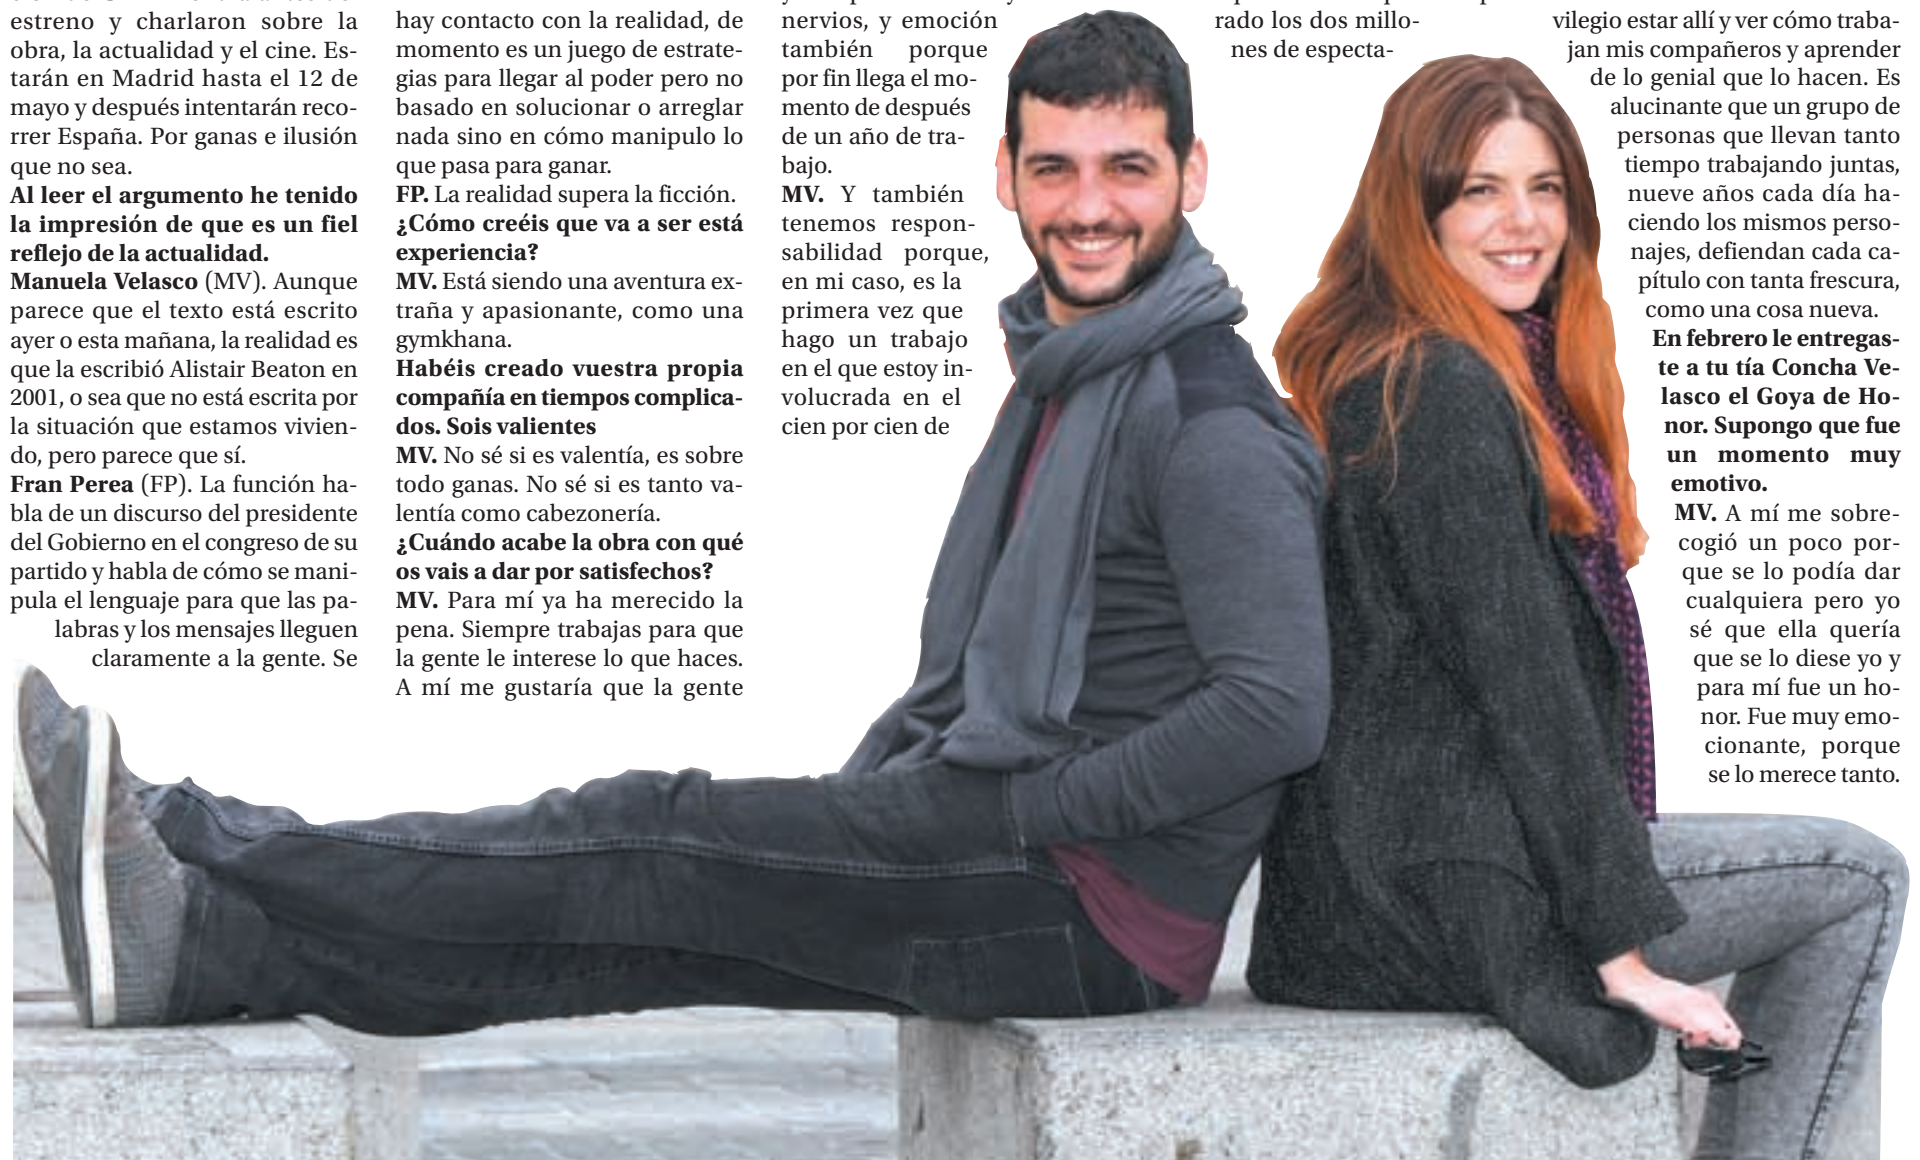 estreno y charlaron sobre la
obra, la actualidad y el cine. Es-
tarán en Madrid hasta el 12 de
mayo y después intentarán reco-
rrer España. Por ganas e ilusión
que no sea.
Al leer el argumento he tenido
la impresión de que es un fiel
reflejo de la actualidad.
Manuela Velasco (MV). Aunque
parece que el texto está escrito
ayer o esta mañana, la realidad es
que la escribió Alistair Beaton en
2001, o sea que no está escrita por
la situación que estamos vivien-
do, pero parece que sí.
Fran Perea (FP). La función ha-
bla de un discurso del presidente
del Gobierno en el congreso de su
partido y habla de cómo se mani-
pula el lenguaje para que las pa-
labras y los mensajes lleguen
claramente a la gente. Se
hay contacto con la realidad, de
momento es un juego de estrate-
gias para llegar al poder pero no
basado en solucionar o arreglar
nada sino en cómo manipulo lo
que pasa para ganar.
FP. La realidad supera la ficción.
¿Cómo creéis que va a ser está
experiencia?
MV. Está siendo una aventura ex-
traña y apasionante, como una
gymkhana.
Habéis creado vuestra propia
compañía en tiempos complica-
dos. Sois valientes
MV. No sé si es valentía, es sobre
todo ganas. No sé si es tanto va-
lentía como cabezonería.
¿Cuándo acabe la obra con qué
os vais a dar por satisfechos?
MV. Para mí ya ha merecido la
pena. Siempre trabajas para que
la gente le interese lo que haces.
A mí me gustaría que la gente
nervios, y emoción
también porque
por fin llega el mo-
mento de después
de un año de tra-
bajo.
MV. Y también
tenemos respon-
sabilidad porque,
en mi caso, es la
primera vez que
hago un trabajo
en el que estoy in-
volucrada en el
cien por cien de
rado los dos millo-
nes de especta-
vilegio estar allí y ver cómo traba-
jan mis compañeros y aprender
de lo genial que lo hacen. Es
alucinante que un grupo de
personas que llevan tanto
tiempo trabajando juntas,
nueve años cada día ha-
ciendo los mismos perso-
najes, defiendan cada ca-
pítulo con tanta frescura,
como una cosa nueva.
En febrero le entregas-
te a tu tía Concha Ve-
lasco el Goya de Ho-
nor. Supongo que fue
un momento muy
emotivo.
MV. A mí me sobre-
cogió un poco por-
que se lo podía dar
cualquiera pero yo
sé que ella quería
que se lo diese yo y
para mí fue un ho-
nor. Fue muy emo-
cionante, porque
se lo merece tanto.